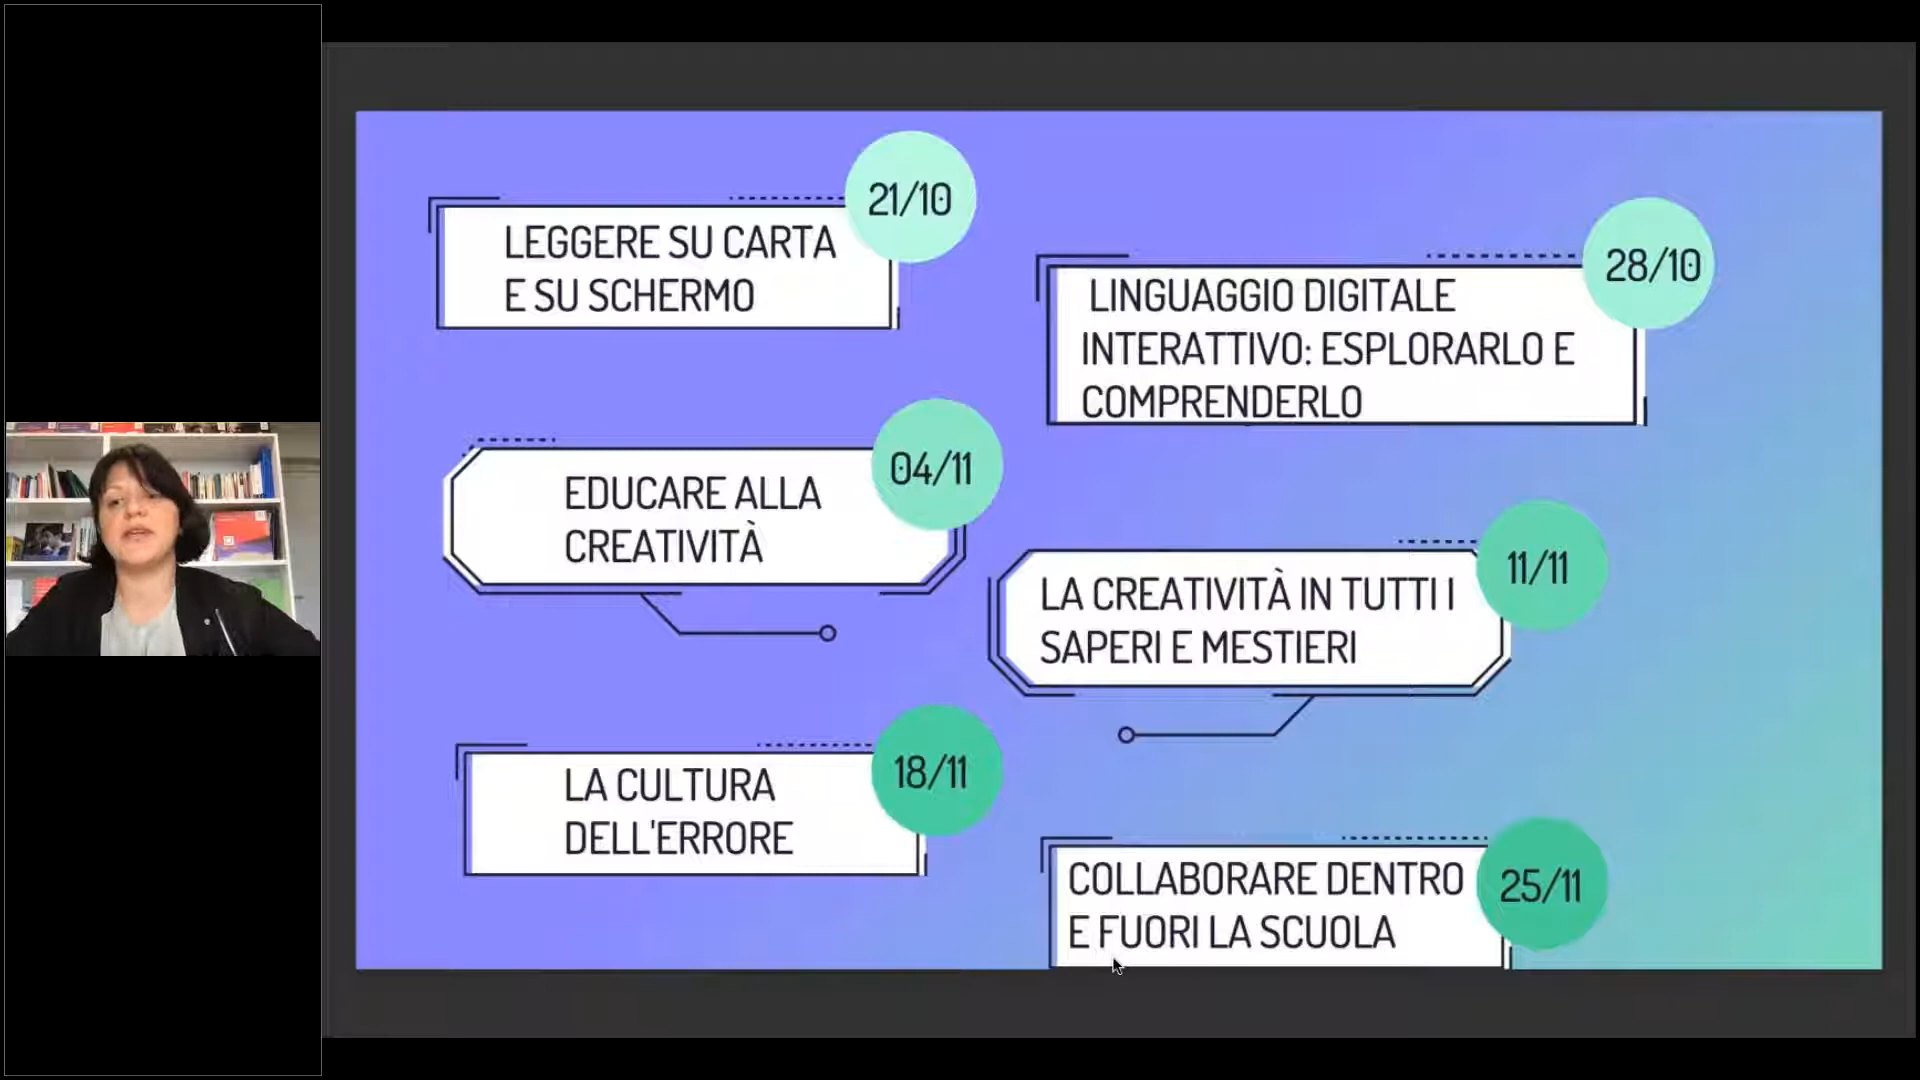 21/10
LEGGERE SU CARTA
E SU SCHERMO
28/10
LINGUAGGIO DIGITALE
INTERATTIVO: ESPLORARLO E
COMPRENDERLO
04/11
EDUCARE ALLA
CREATIVITÀ
11/11
LA CREATIVITÀ IN TUTTI I
SAPERI E MESTIERI
18/11
LA CULTURA
DELL'ERRORE
25/11
COLLABORARE DENTRO
E FUORI LA SCUOLA